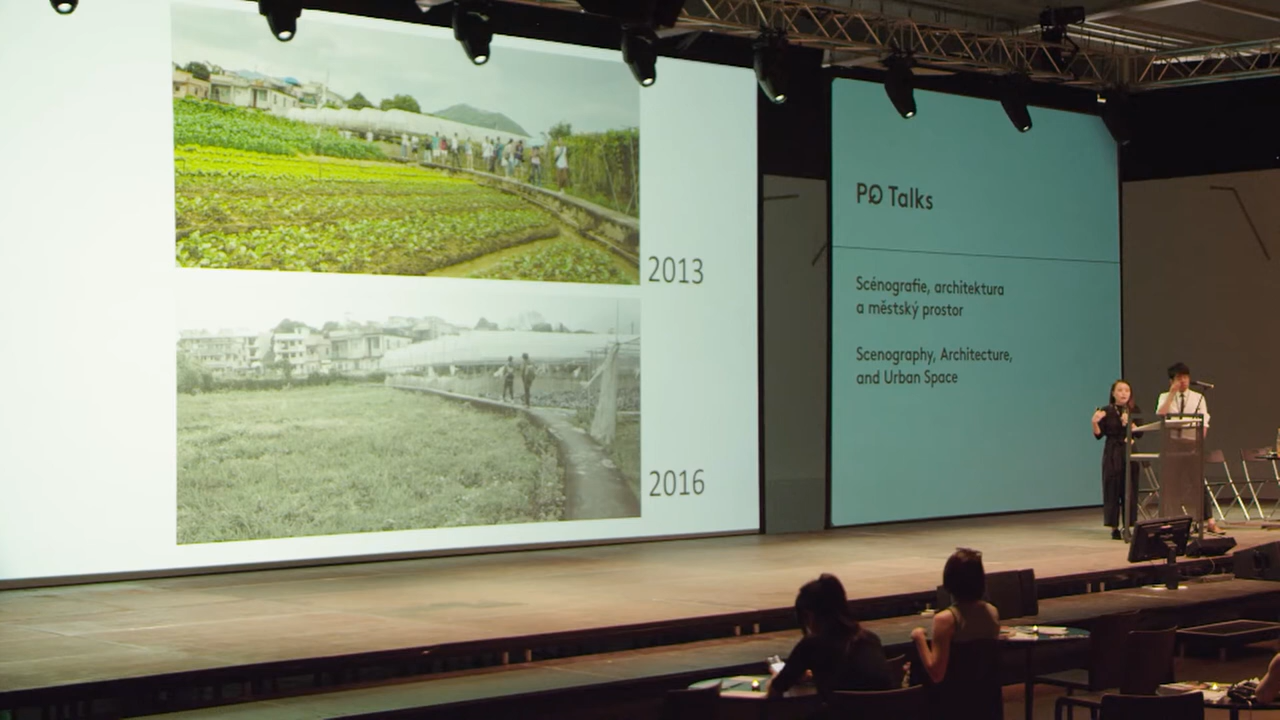 2013
2016
PQ Talks
Scénografie, architektura
a městský prostor
Scenography, Architecture,
and Urban Space